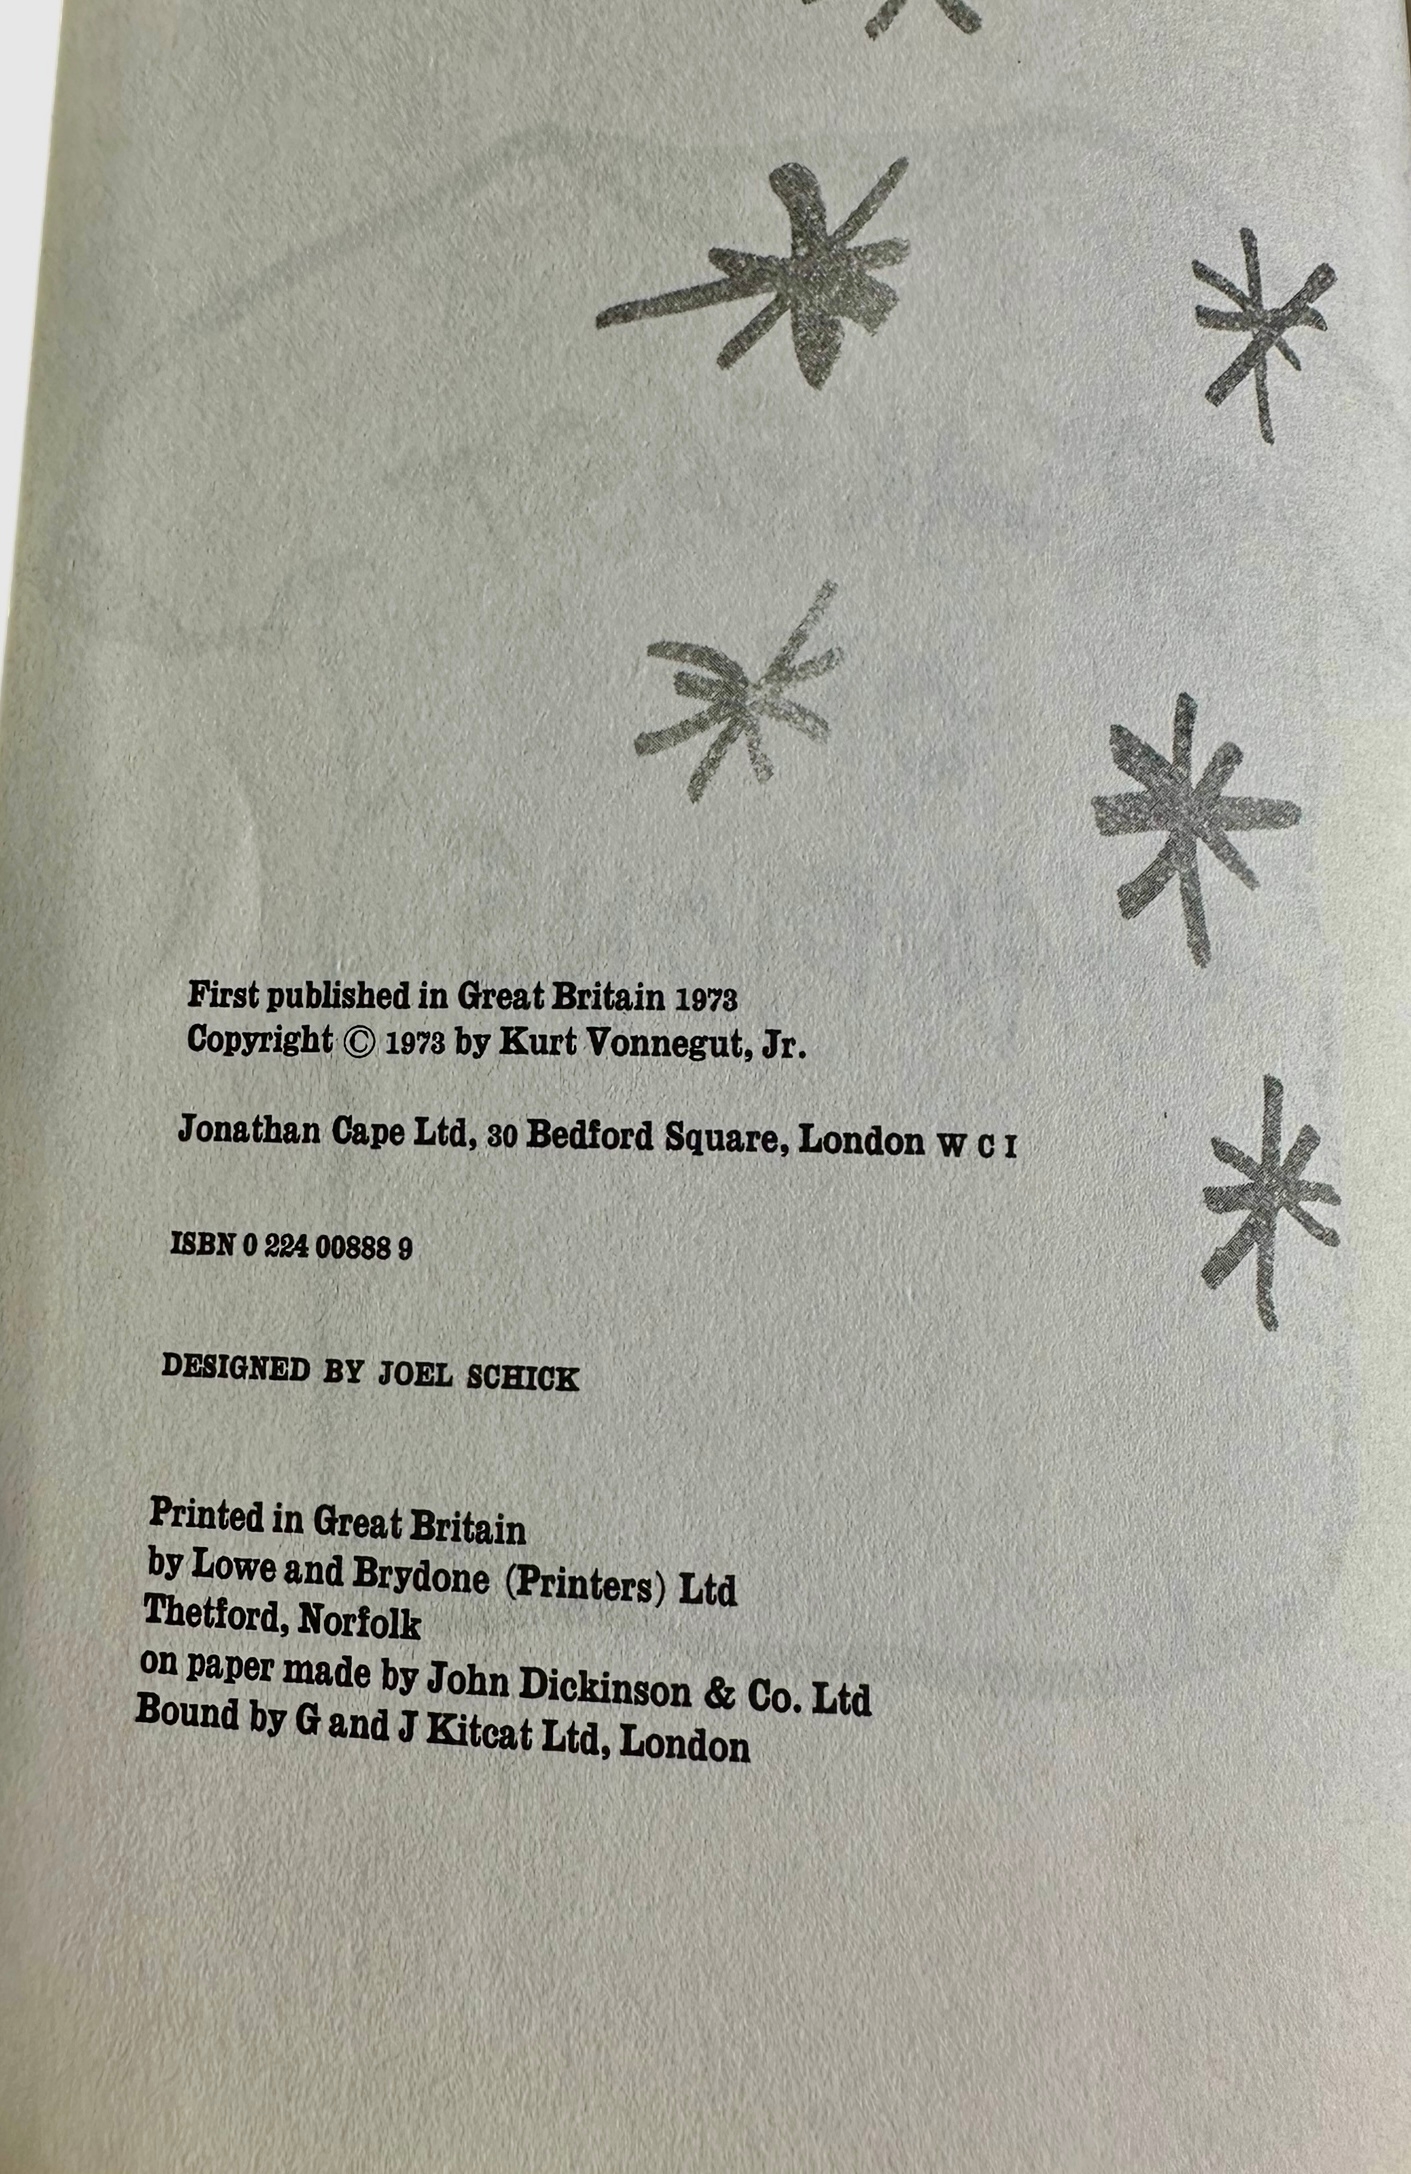 First published in Great Britain 1973
Copyright © 1973 by Kurt Vonnegut, Jr.
Jonathan Cape Ltd, 30 Bedford Square, London W C I
ISBN 0 224 00888 9
DESIGNED BY JOEL SCHICK
Printed in Great Britain
by Lowe and Brydone (Printers) Ltd
Thetford, Norfolk
on paper made by John Dickinson & Co. Ltd
Bound by G and J Kitcat Ltd, London